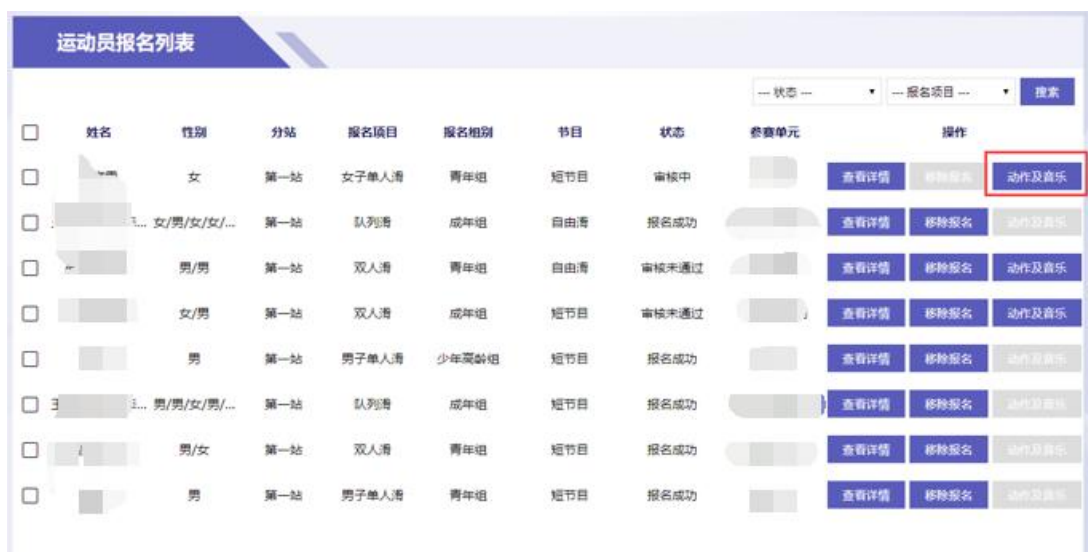 运动员报名列表
--- 状态 --- --- 报名项目 --- 搜索
姓名 性别 分站 报名项目 报名组别 节目 状态 参赛单元 操作
女 第一站 女子单人滑 青年组 短节目 审核中 查看详情 移除报名 动作及音乐
女/男/女/女/... 第一站 队列滑 成年组 自由滑 报名成功 查看详情 移除报名 动作及音乐
男/男 第一站 双人滑 青年组 自由滑 审核未通过 查看详情 移除报名 动作及音乐
女/男 第一站 双人滑 成年组 短节目 审核未通过 查看详情 移除报名 动作及音乐
男 第一站 男子单人滑 少年高龄组 短节目 报名成功 查看详情 移除报名 动作及音乐
王 男/男/女/男/... 第一站 队列滑 成年组 短节目 报名成功 查看详情 移除报名 动作及音乐
男/女 第一站 双人滑 青年组 短节目 报名成功 查看详情 移除报名 动作及音乐
男 第一站 男子单人滑 青年组 短节目 报名成功 查看详情 移除报名 动作及音乐